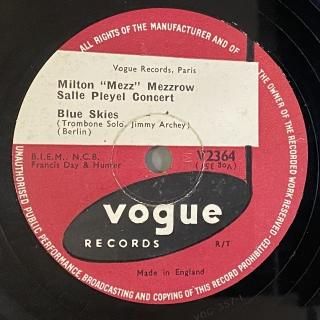 ALL RIGHTS OF THE MANUFACTURER AND OF THE OWNER OF THE RECORDED WORK RESERVED
UNAUTHORISED PUBLIC PERFORMANCE, BROADCASTING AND COPYING OF THIS RECORD PROHIBITED
Vogue Records, Paris
Milton "Mezz" Mezzrow
Salle Pleyel Concert
Blue Skies
(Trombone Solo, Jimmy Archey)
(Berlin)
B.I.E.M., N.C.B.
Francis Day & Hunter
V2364
vogue
RECORDS
R/T
Made in England